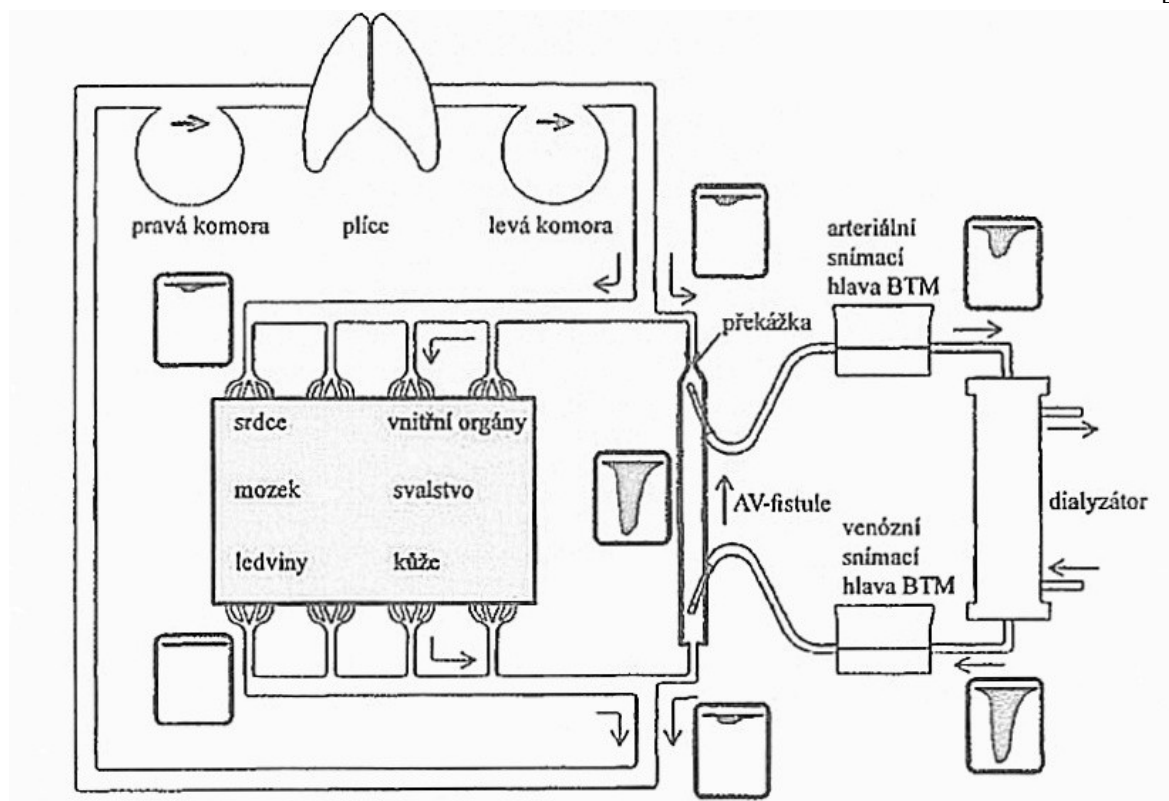 pravá komora
plíce
levá komora
arteriální
snímací
hlava BTM
překážka
srdce
vnitřní orgány
mozek
svalstvo
AV-fistule
dialyzátor
ledviny
kůže
venózní
snímací
hlava BTM